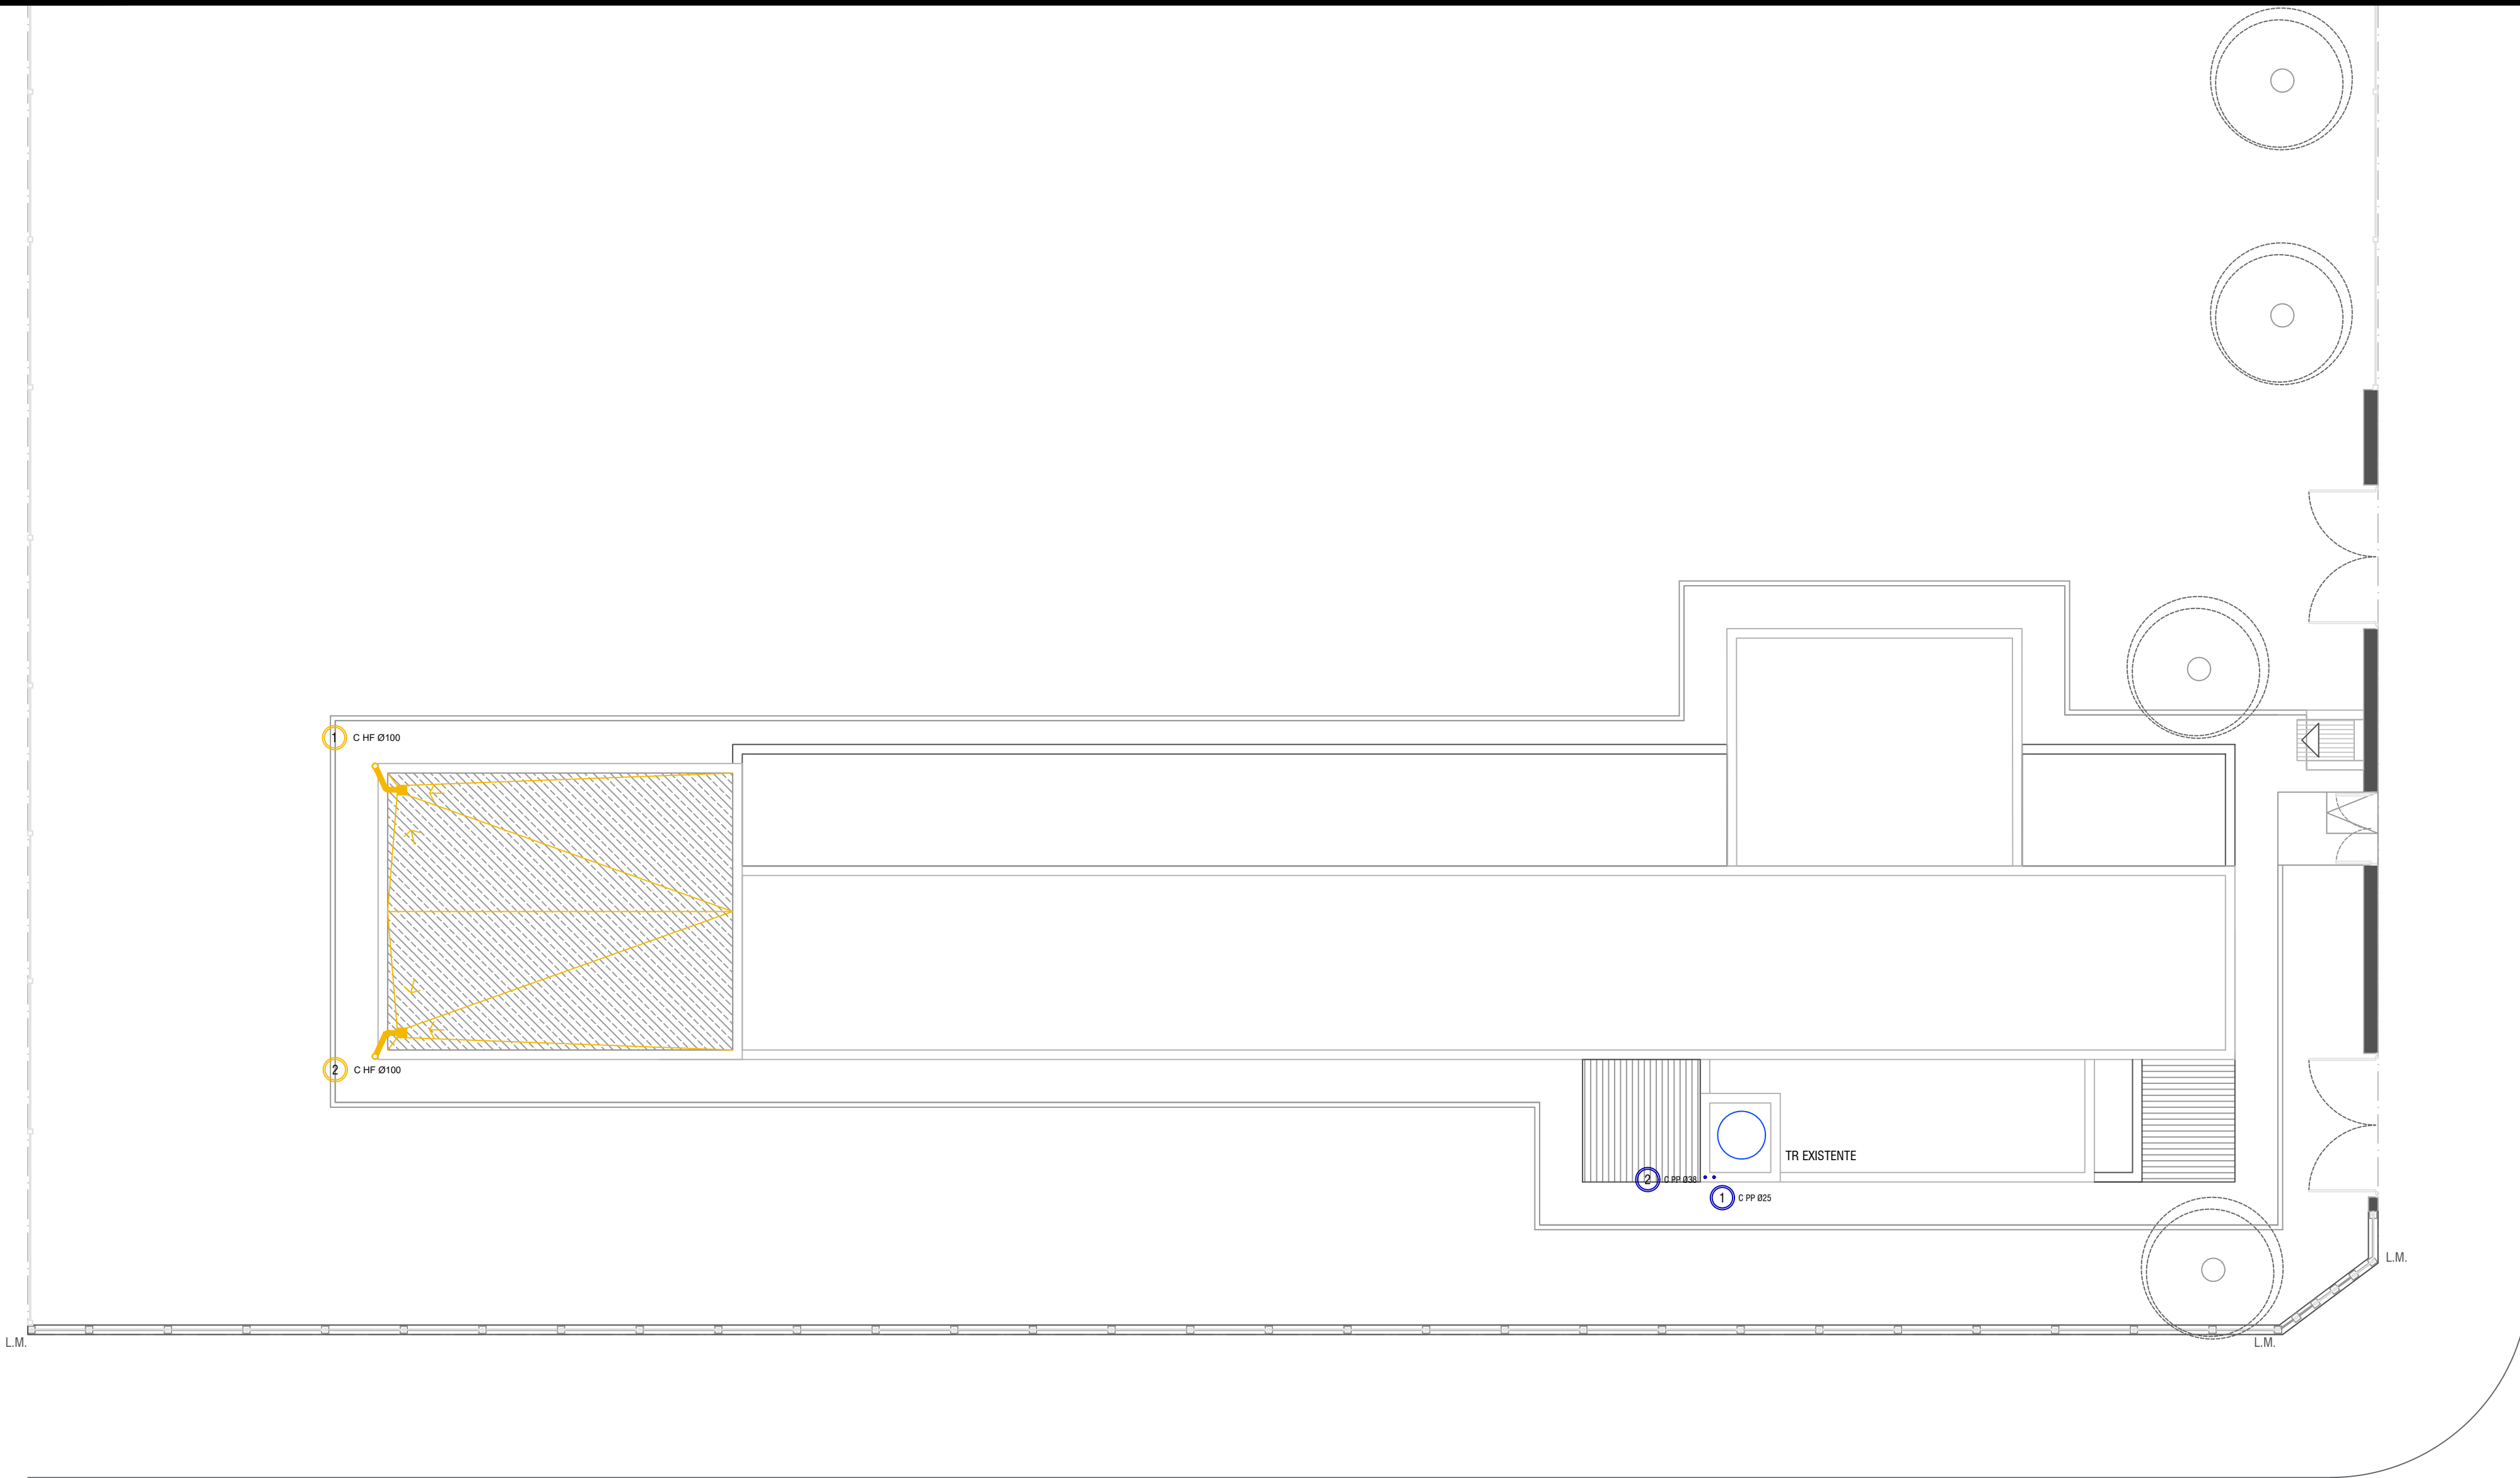 1 C HF Ø100
2 C HF Ø100
TR EXISTENTE
2 C PP Ø38
1 C PP Ø25
L.M.
L.M.
L.M.